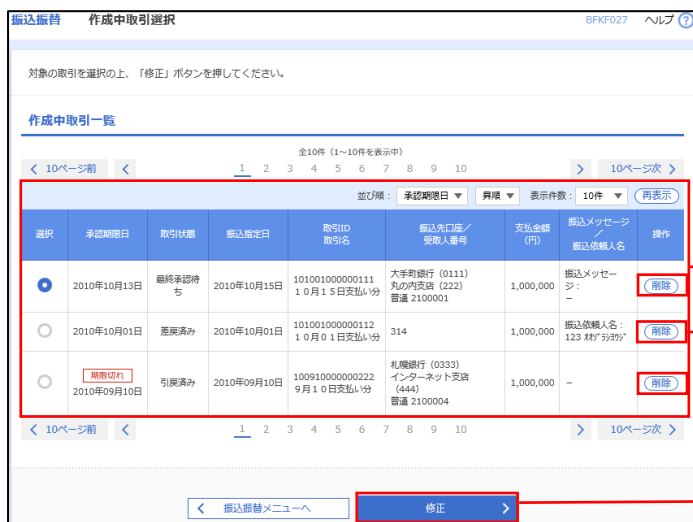 振込振替 作成中取引選択 BFKF027 ヘルプ ?
対象の取引を選択の上、「修正」ボタンを押してください。
作成中取引一覧
全10件（1～10件を表示中）
＜ 10ページ前 ＜ 1 2 3 4 5 6 7 8 9 10 ＞ 10ページ次 ＞
並び順： 承認期限日 ▼ 昇順 ▼ 表示件数： 10件 ▼ 再表示
選択 承認期限日 取引状態 振込指定日 取引ID 取引名 振込先口座／受取人番号 支払金額（円） 振込メッセージ／振込依頼人名 操作
2010年10月13日 最終承認待ち 2010年10月15日 101001000000111 １０月１５日支払い分 大手町銀行（0111） 丸の内支店（222） 普通 2100001 1,000,000 振込メッセージ： － 削除
2010年10月01日 差戻済み 2010年10月01日 101001000000112 １０月０１日支払い分 314 1,000,000 振込依頼人名： 123 削除
期限切れ 2010年09月10日 引戻済み 2010年09月10日 100910000000222 ９月１０日支払い分 札幌銀行（0333） インターネット支店（444） 普通 2100004 1,000,000 － 削除
＜ 10ページ前 ＜ 1 2 3 4 5 6 7 8 9 10 ＞ 10ページ次 ＞
＜ 振込振替メニューへ 修正 ＞